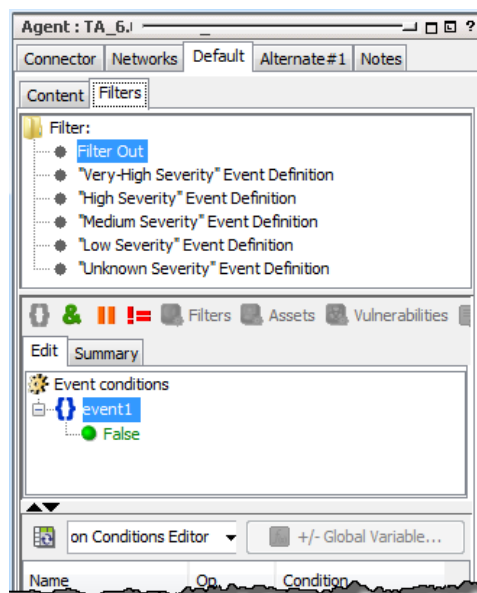 Agent : TA_6.
Connector Networks Default Alternate#1 Notes
Content Filters
Filter:
Filter Out
"Very-High Severity" Event Definition
"High Severity" Event Definition
"Medium Severity" Event Definition
"Low Severity" Event Definition
"Unknown Severity" Event Definition
{} & || != Filters Assets Vulnerabilities
Edit Summary
Event conditions
{} event1
False
on Conditions Editor +/- Global Variable...
Name Op Condition